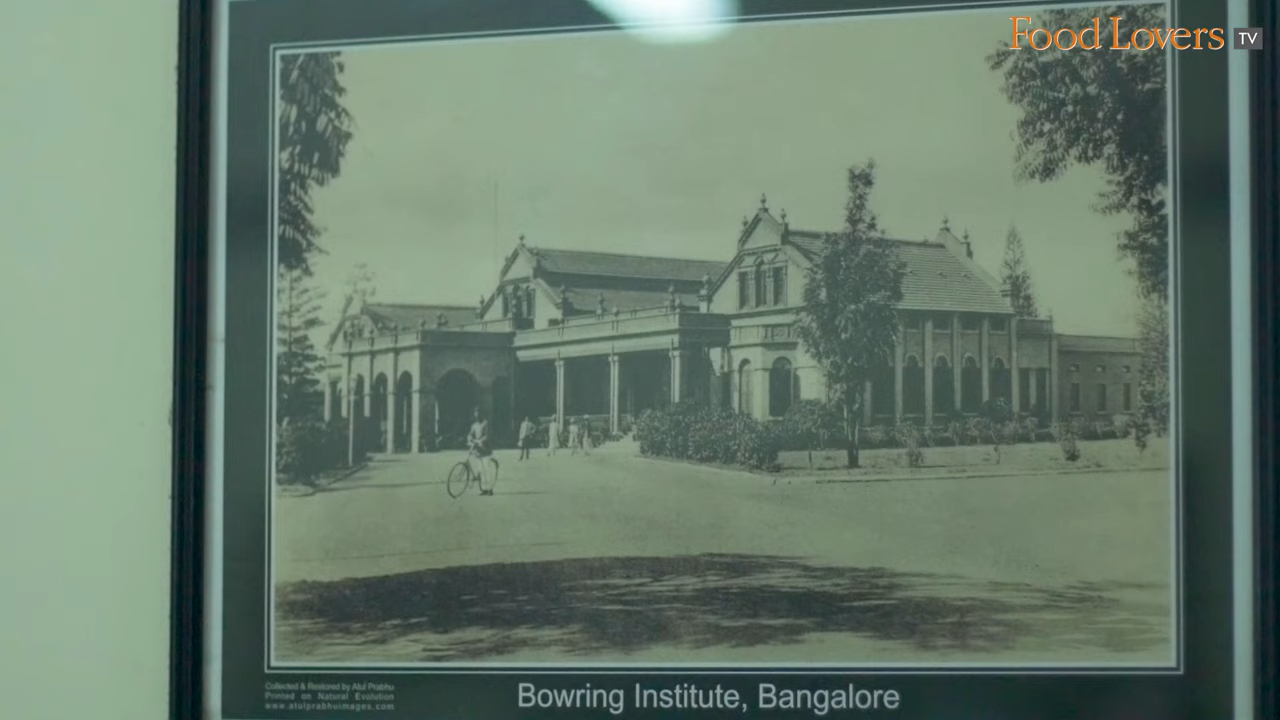 Food Lovers TV
Collected & Restored by Atul Prabhu
Printed on Natural Evolution
www.atulprabhuimages.com
Bowring Institute, Bangalore